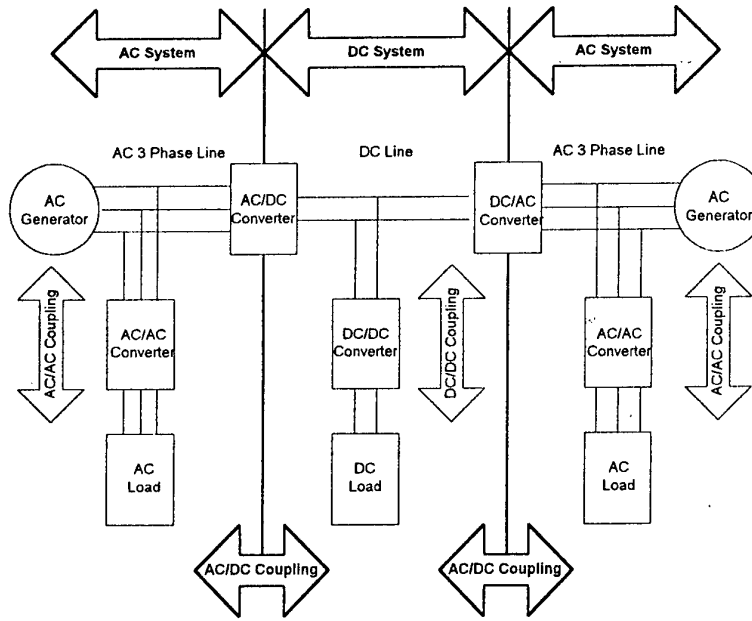 AC System
DC System
AC System
AC 3 Phase Line
DC Line
AC 3 Phase Line
AC
Generator
AC/DC
Converter
DC/AC
Converter
AC
Generator
AC/AC Coupling
AC/AC
Converter
DC/DC
Converter
DC/DC Coupling
AC/AC
Converter
AC/AC Coupling
AC
Load
DC
Load
AC
Load
AC/DC Coupling
AC/DC Coupling